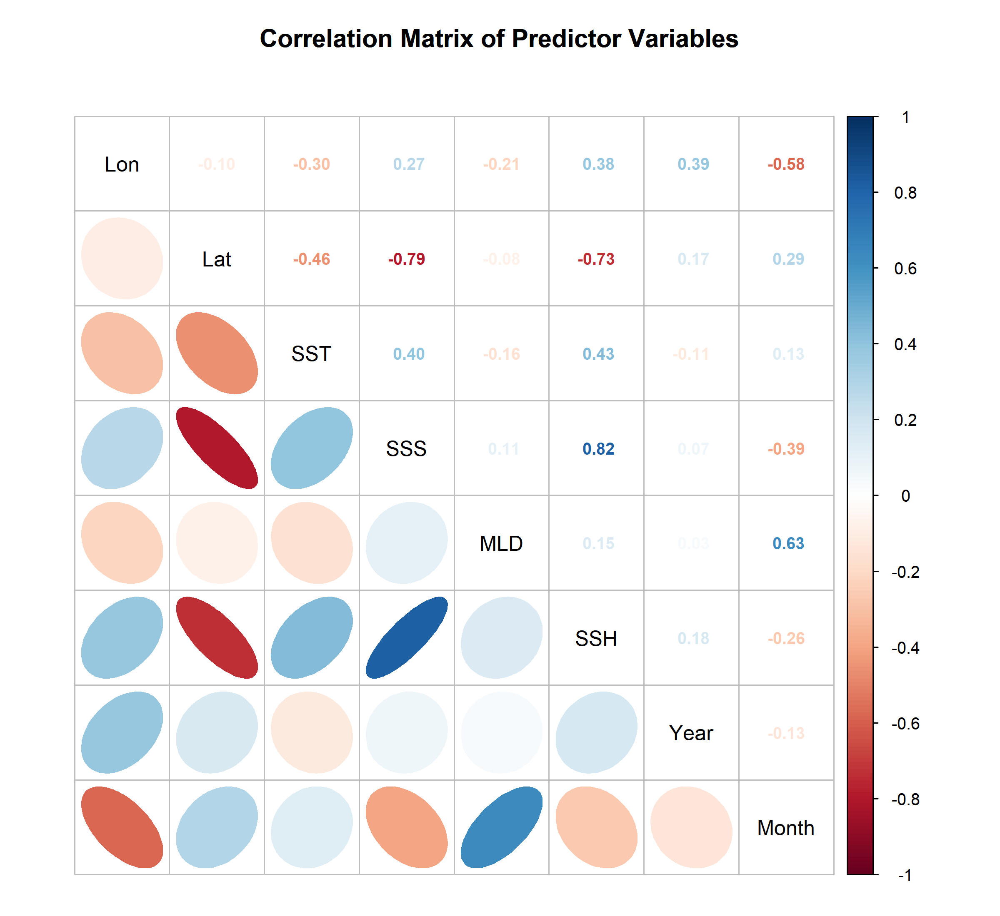 Correlation Matrix of Predictor Variables
Lon -0.10 -0.30 0.27 -0.21 0.38 0.39 -0.58
Lat -0.46 -0.79 -0.08 -0.73 0.17 0.29
SST 0.40 -0.16 0.43 -0.11 0.13
SSS 0.11 0.82 0.07 -0.39
MLD 0.15 0.03 0.63
SSH 0.18 -0.26
Year -0.13
Month
1
0.8
0.6
0.4
0.2
0
-0.2
-0.4
-0.6
-0.8
-1